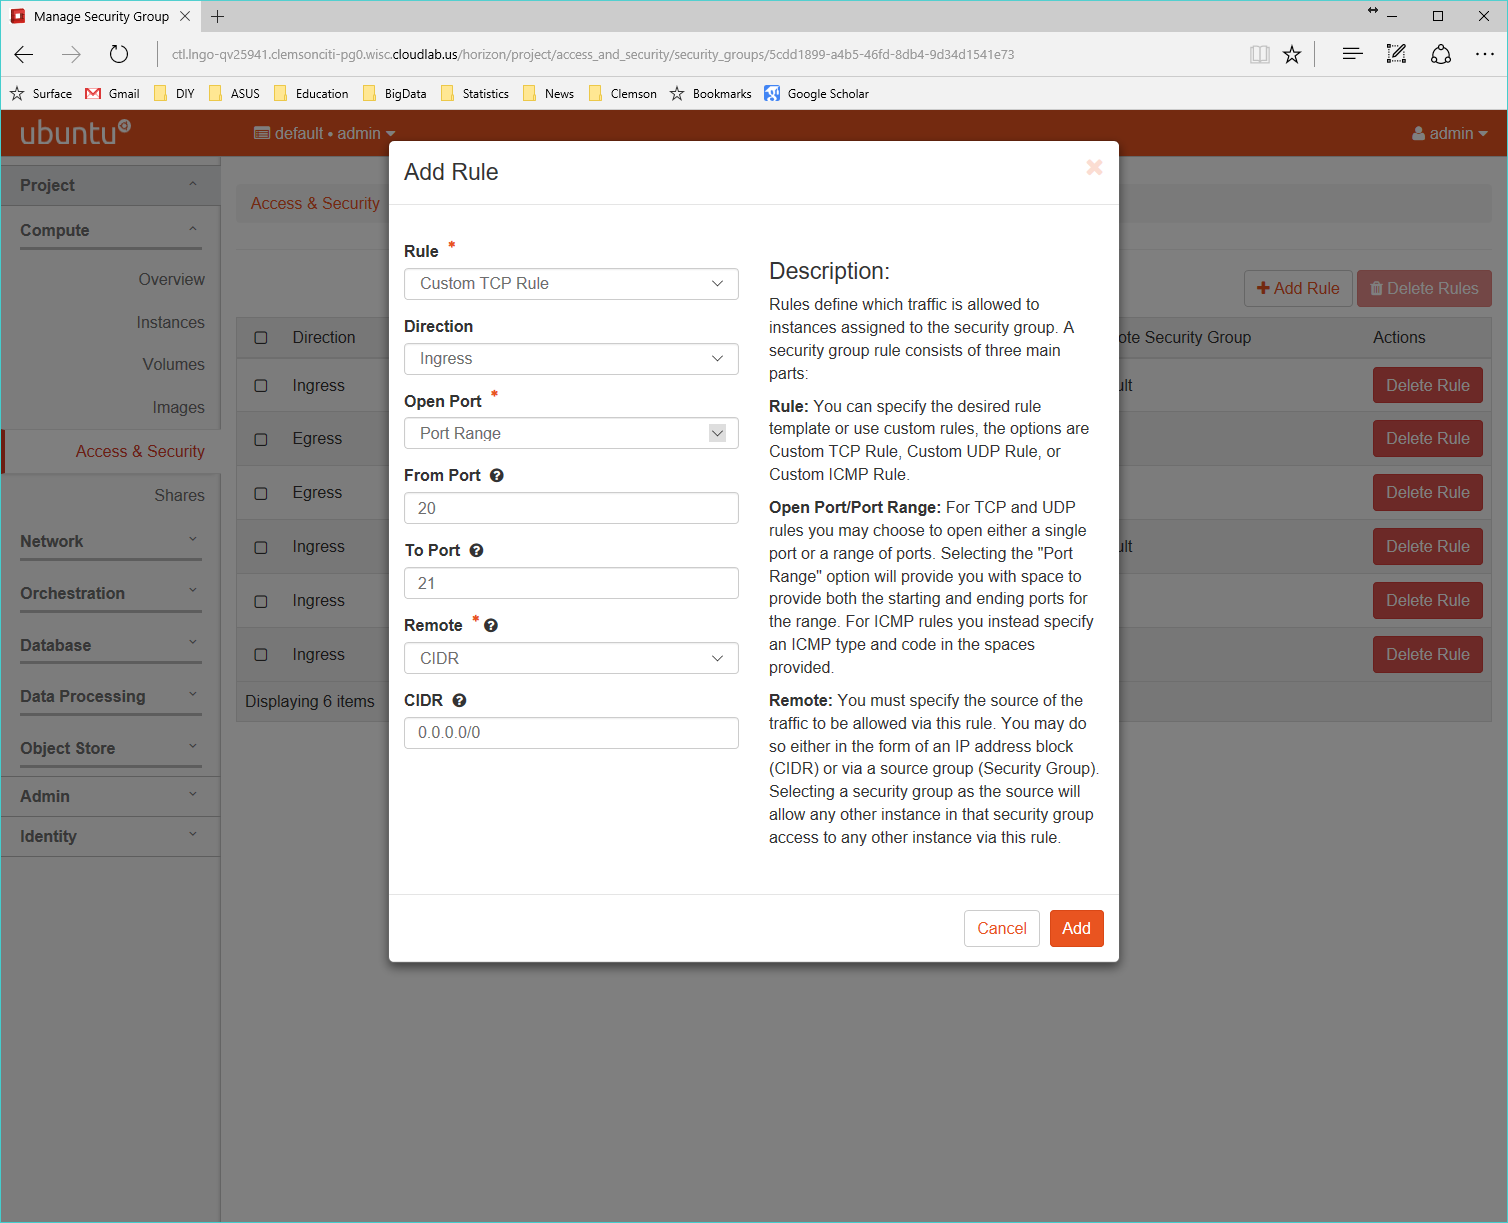 Manage Security Group
ctl.lngo-qv25941.clemsonciti-pg0.wisc.cloudlab.us/horizon/project/access_and_security/security_groups/5cdd1899-a4b5-46fd-8db4-9d34d1541e73
Surface Gmail DIY ASUS Education BigData Statistics News Clemson Bookmarks Google Scholar
ubuntu default • admin admin
Project
Compute
Overview
Instances
Volumes
Images
Access & Security
Shares
Network
Orchestration
Database
Data Processing
Object Store
Admin
Identity
Access & Security
+ Add Rule Delete Rules
Direction ote Security Group Actions
Ingress ult Delete Rule
Egress Delete Rule
Egress Delete Rule
Ingress ult Delete Rule
Ingress Delete Rule
Ingress Delete Rule
Displaying 6 items
Add Rule
Rule *
Custom TCP Rule
Direction
Ingress
Open Port *
Port Range
From Port
20
To Port
21
Remote *
CIDR
CIDR
0.0.0.0/0
Description:
Rules define which traffic is allowed to
instances assigned to the security group. A
security group rule consists of three main
parts:
Rule: You can specify the desired rule
template or use custom rules, the options are
Custom TCP Rule, Custom UDP Rule, or
Custom ICMP Rule.
Open Port/Port Range: For TCP and UDP
rules you may choose to open either a single
port or a range of ports. Selecting the "Port
Range" option will provide you with space to
provide both the starting and ending ports for
the range. For ICMP rules you instead specify
an ICMP type and code in the spaces
provided.
Remote: You must specify the source of the
traffic to be allowed via this rule. You may do
so either in the form of an IP address block
(CIDR) or via a source group (Security Group).
Selecting a security group as the source will
allow any other instance in that security group
access to any other instance via this rule.
Cancel Add